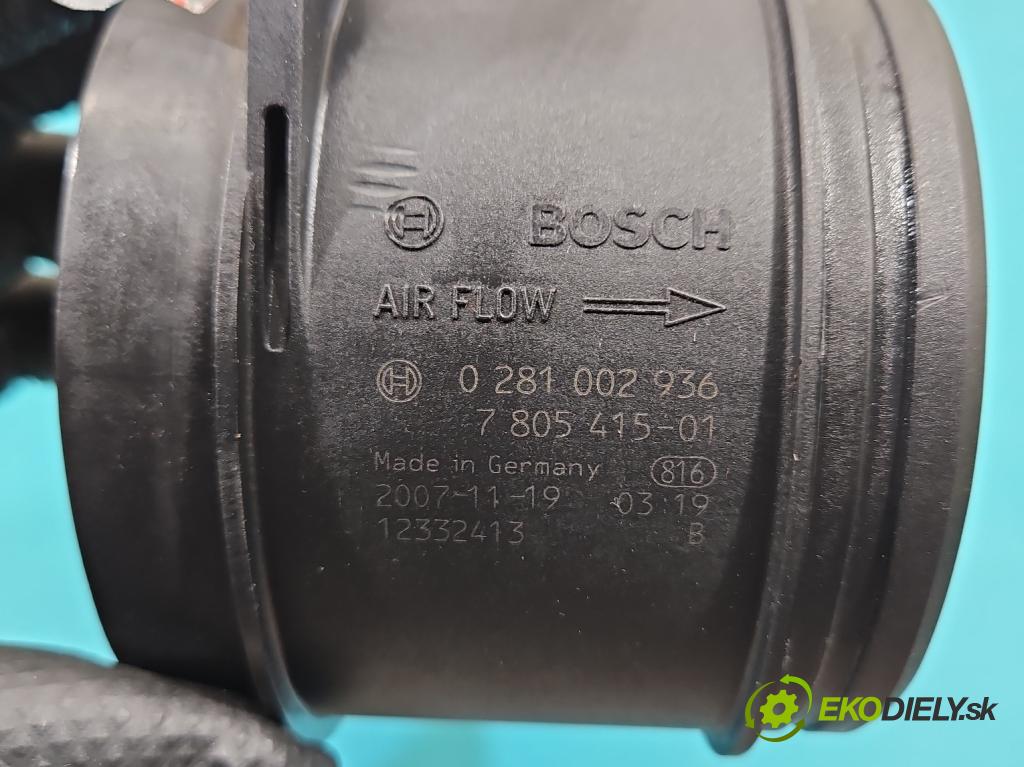 BOSCH
AIR FLOW
0 281 002 936
7 805 415-01
Made in Germany 816
2007-11-19 03:19
12332413 B
EKODIELY.sk